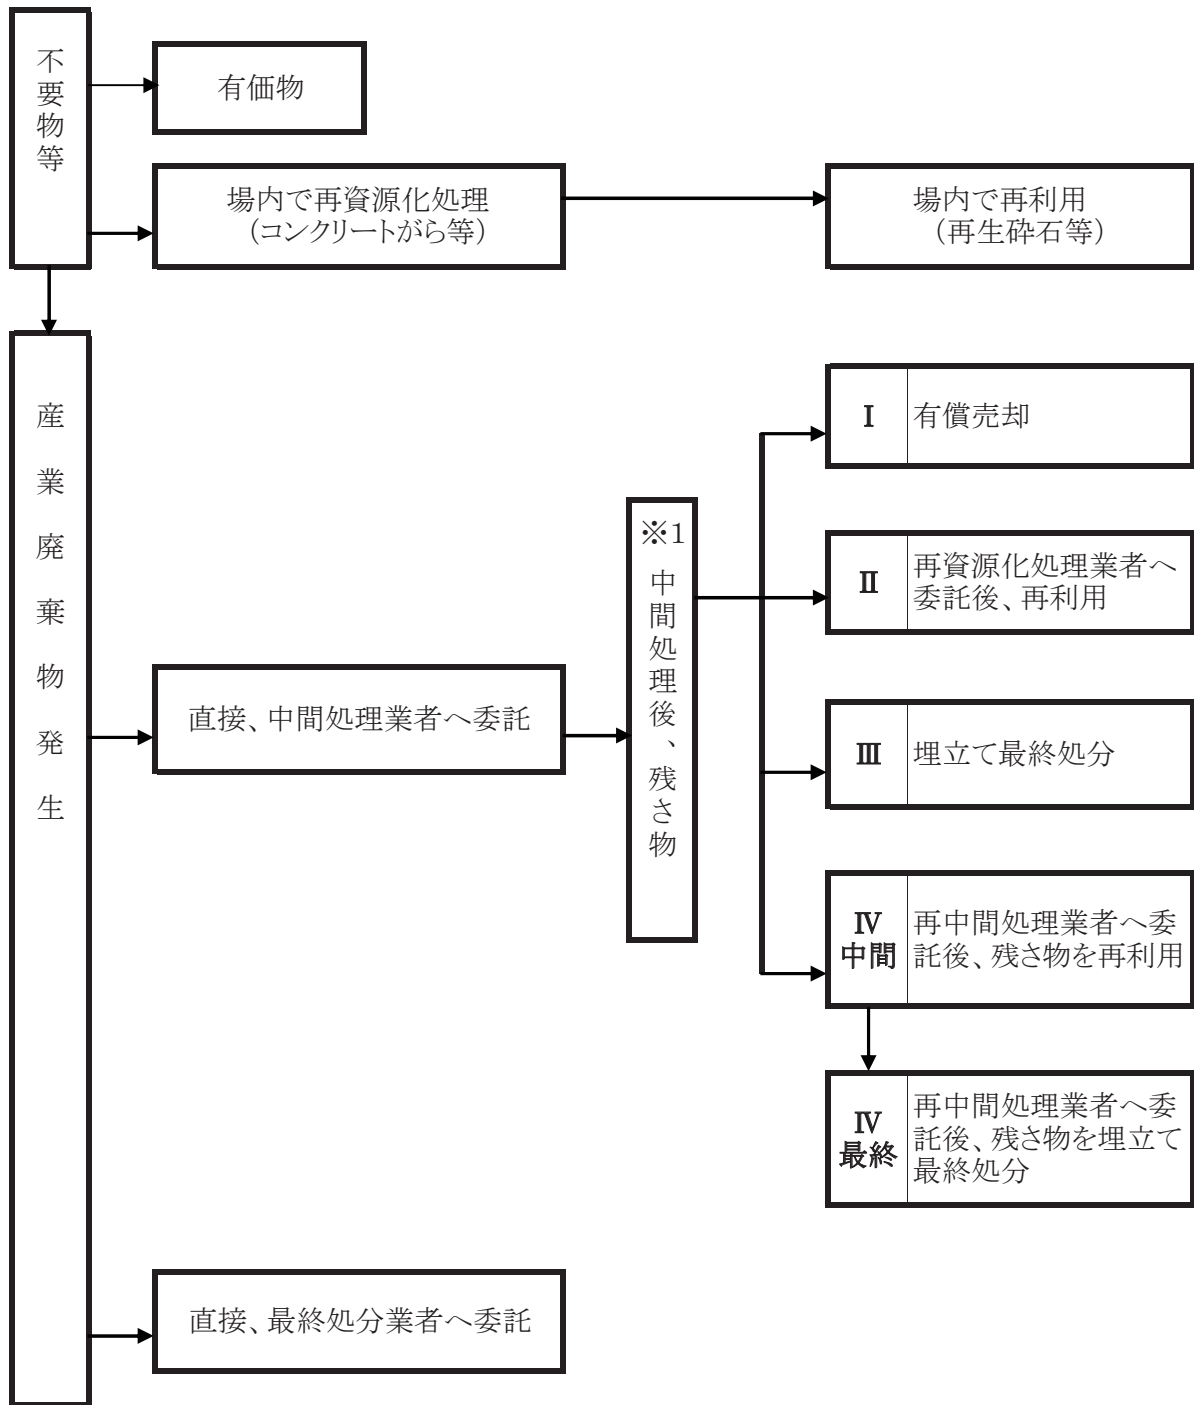 不要物等
有価物
場内で再資源化処理
（コンクリートがら等）
場内で再利用
（再生砕石等）
産業廃棄物発生
直接、中間処理業者へ委託
※1
中間処理後、残さ物
Ⅰ
有償売却
Ⅱ
再資源化処理業者へ
委託後、再利用
Ⅲ
埋立て最終処分
Ⅳ
中間
再中間処理業者へ委
託後、残さ物を再利用
Ⅳ
最終
再中間処理業者へ委
託後、残さ物を埋立て
最終処分
直接、最終処分業者へ委託